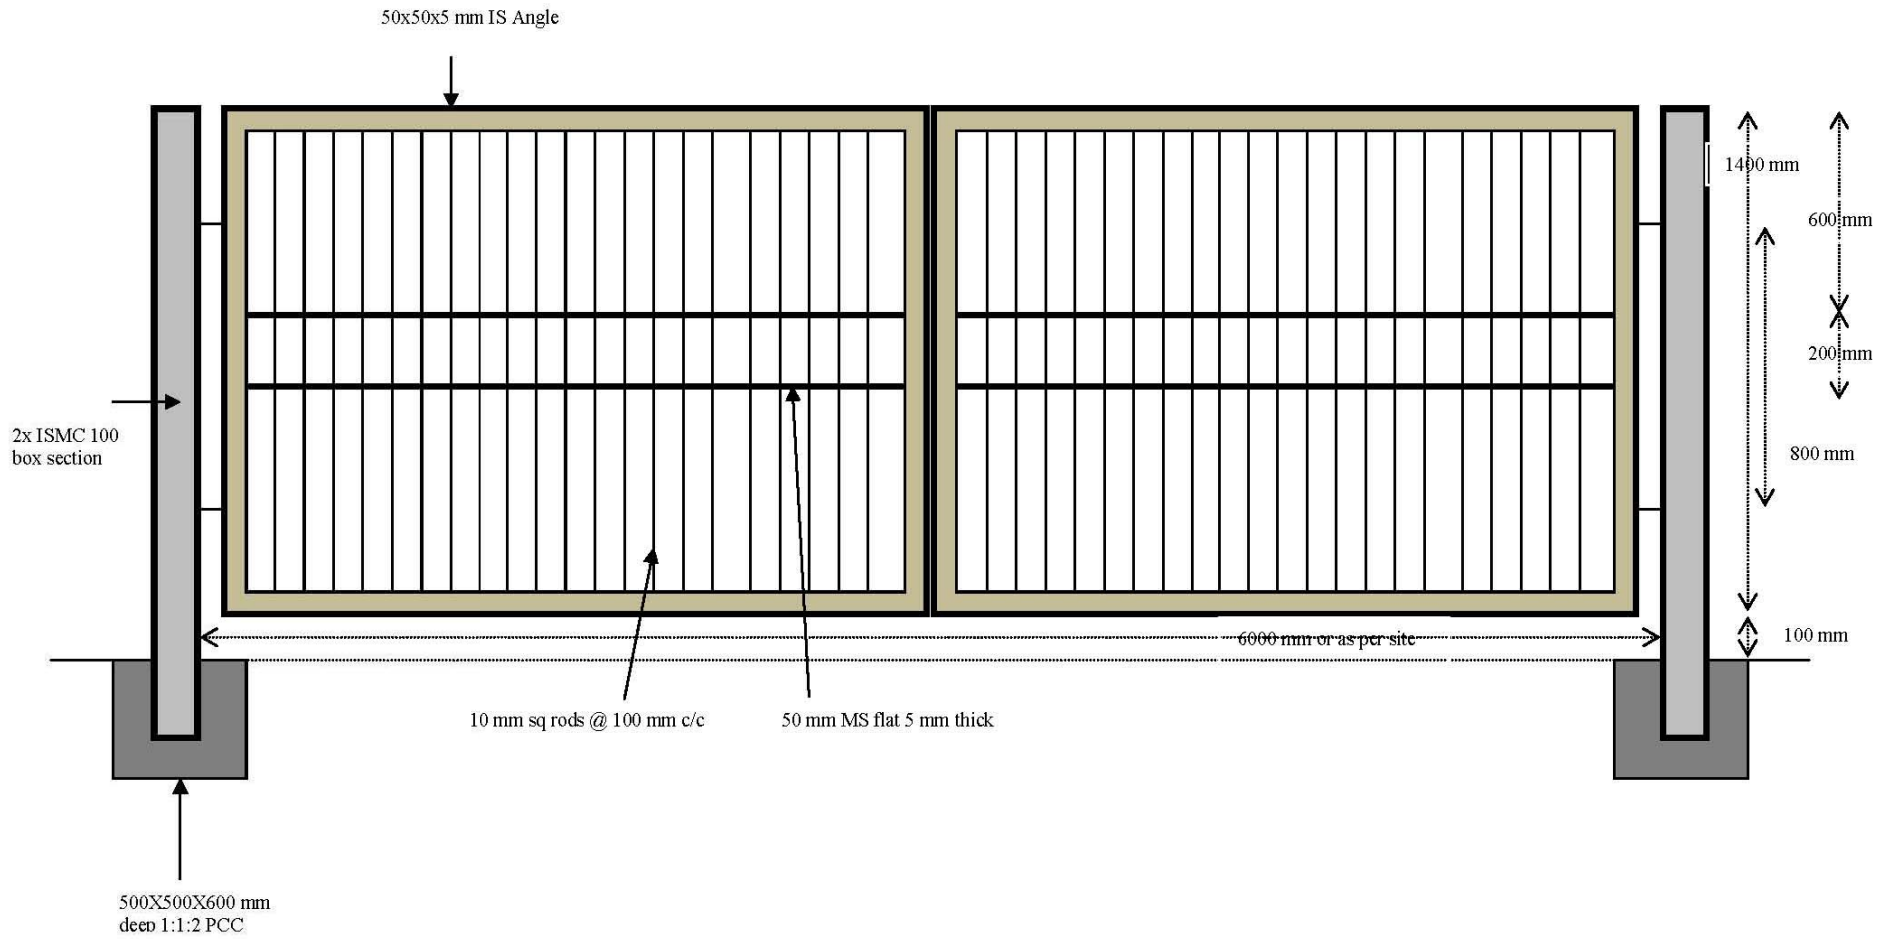 50x50x5 mm IS Angle
1400 mm
600 mm
200 mm
2x ISMC 100
box section
800 mm
6000 mm or as per site
100 mm
10 mm sq rods @ 100 mm c/c
50 mm MS flat 5 mm thick
500X500X600 mm
deep 1:1:2 PCC